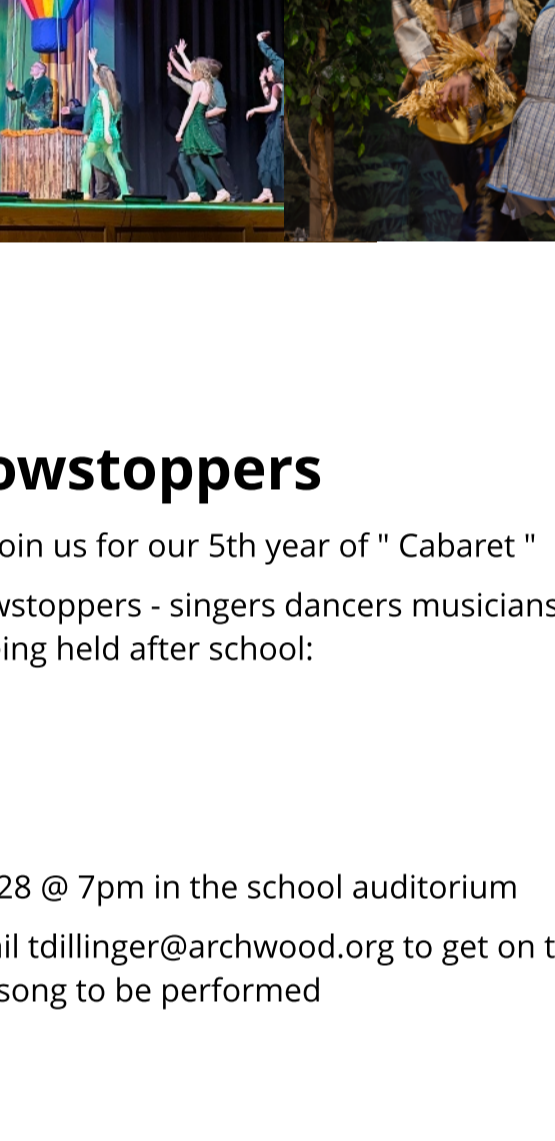 owstoppers
oin us for our 5th year of " Cabaret "
wstoppers - singers dancers musicians
ing held after school:
28 @ 7pm in the school auditorium
il tdillinger@archwood.org to get on t
song to be performed